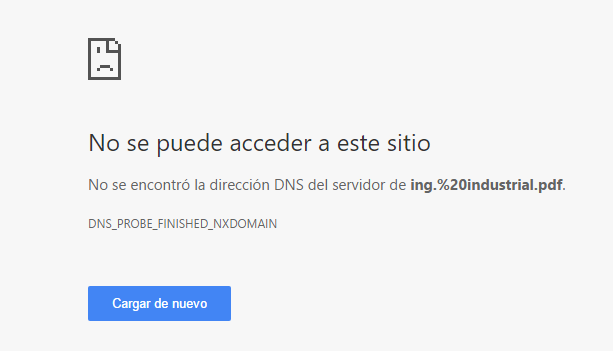 No se puede acceder a este sitio
No se encontró la dirección DNS del servidor de ing.%20industrial.pdf.
DNS_PROBE_FINISHED_NXDOMAIN
Cargar de nuevo